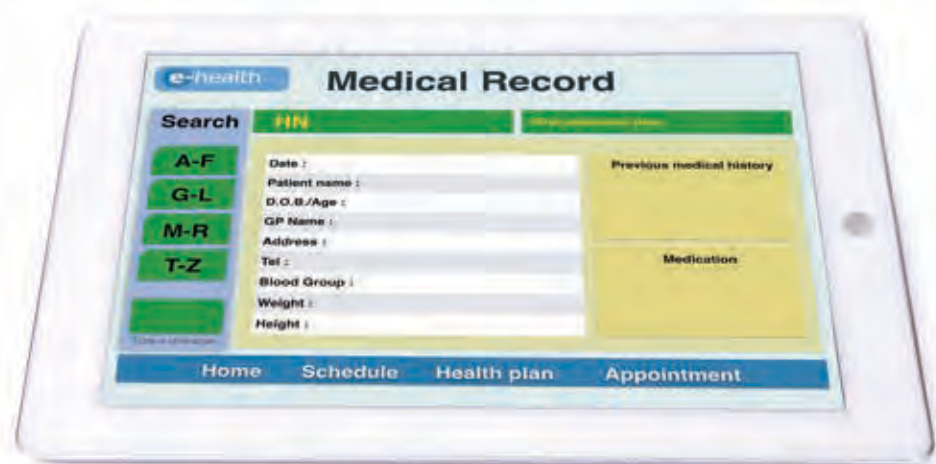 e-health
Medical Record
Search
HN
A-F
G-L
M-R
T-Z
Date :
Patient name :
D.O.B./Age :
GP Name :
Address :
Tel :
Blood Group :
Weight :
Height :
Previous medical history
Medication
Home Schedule Health plan Appointment